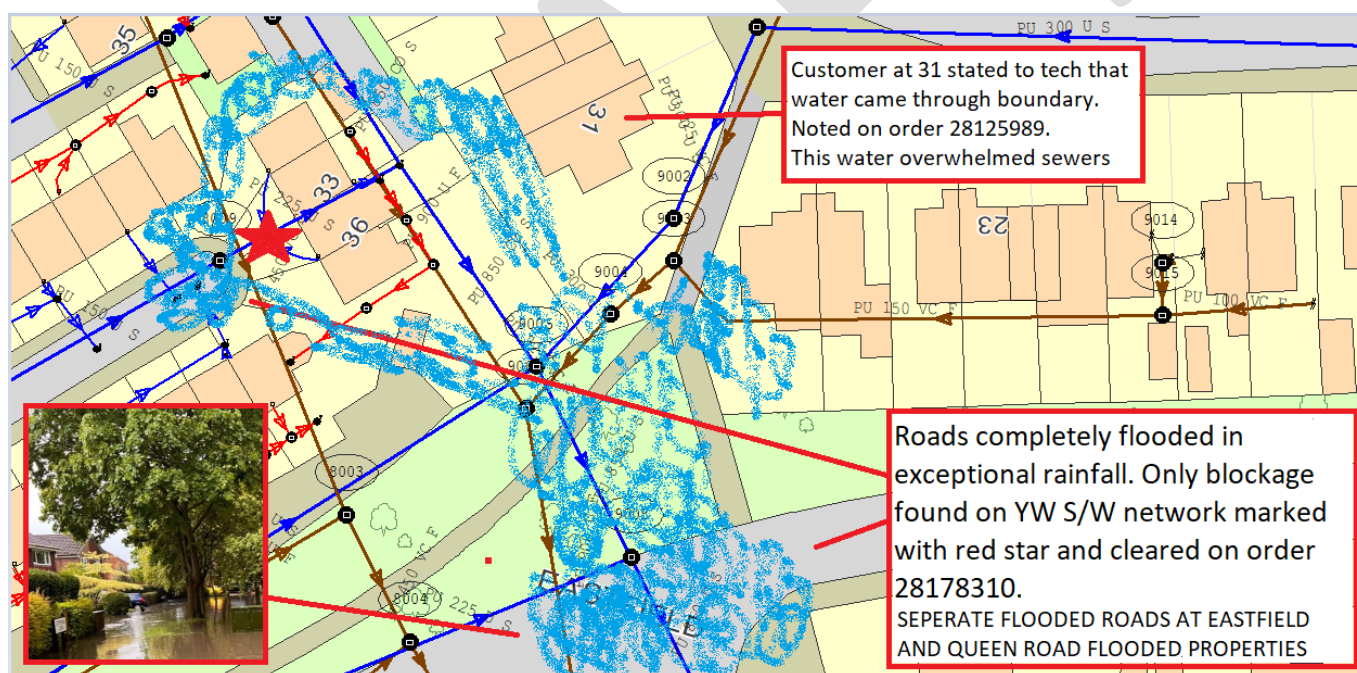 35
PU 150 U S
PU 300 U S
Customer at 31 stated to tech that
water came through boundary.
Noted on order 28125989.
This water overwhelmed sewers
31
9002
33
PU 225 U S
36
9014
23
9004
9015
PU 100 VC F
PU 150 VC F
PU 150 U S
8003
Roads completely flooded in
exceptional rainfall. Only blockage
found on YW S/W network marked
with red star and cleared on order
28178310.
SEPERATE FLOODED ROADS AT EASTFIELD
AND QUEEN ROAD FLOODED PROPERTIES
8004
PU 225 U S